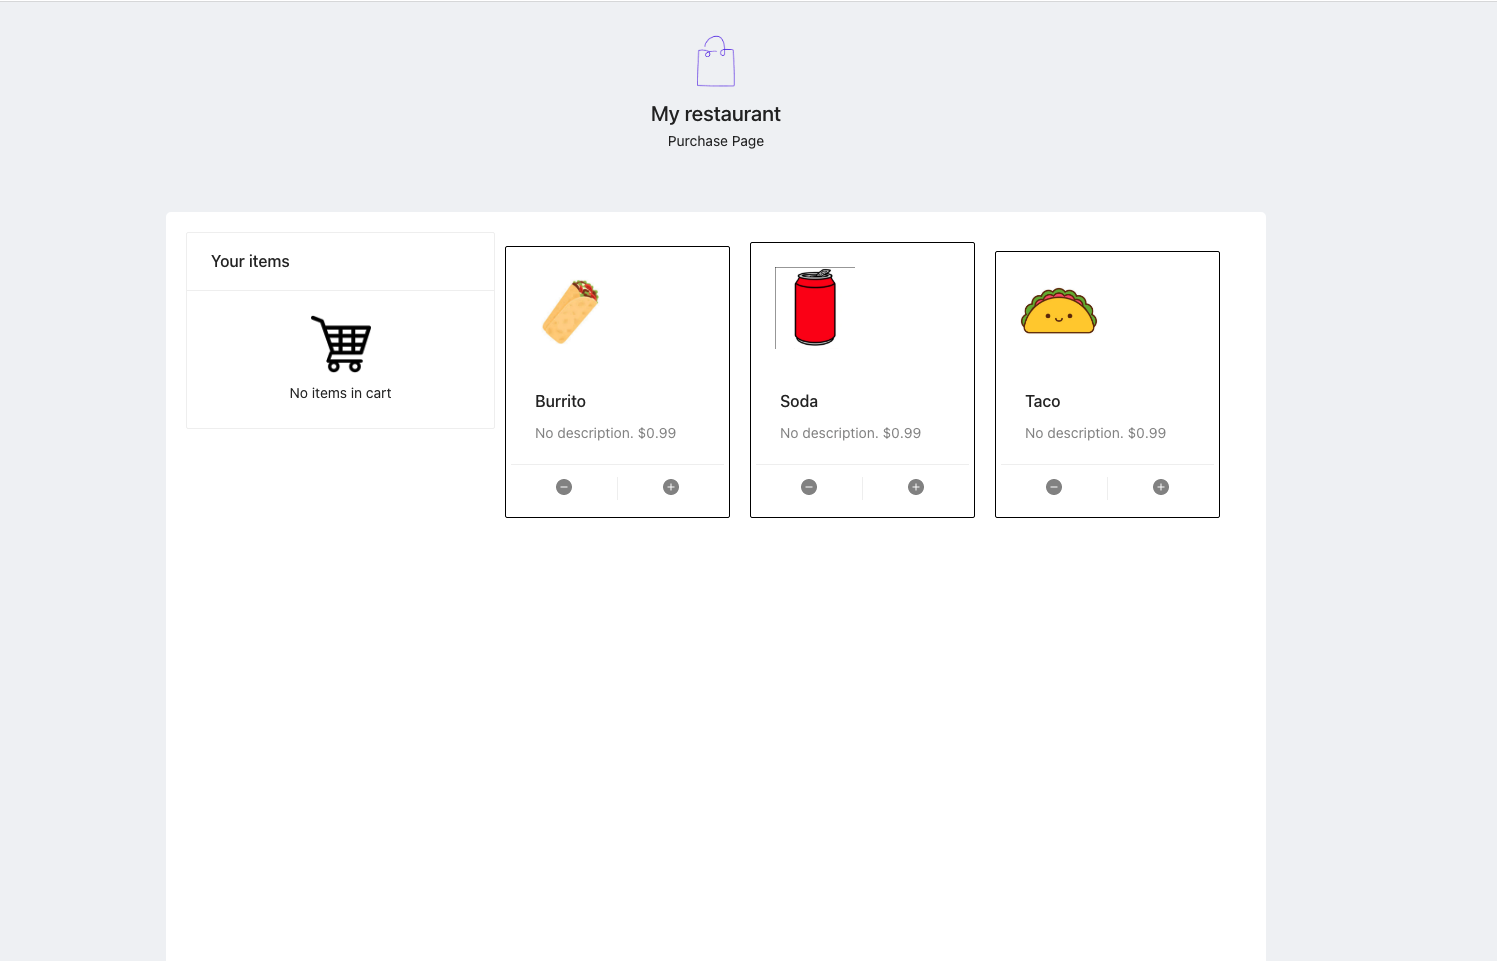 My restaurant
Purchase Page
Your items
No items in cart
Burrito
No description. $0.99
Soda
No description. $0.99
Taco
No description. $0.99